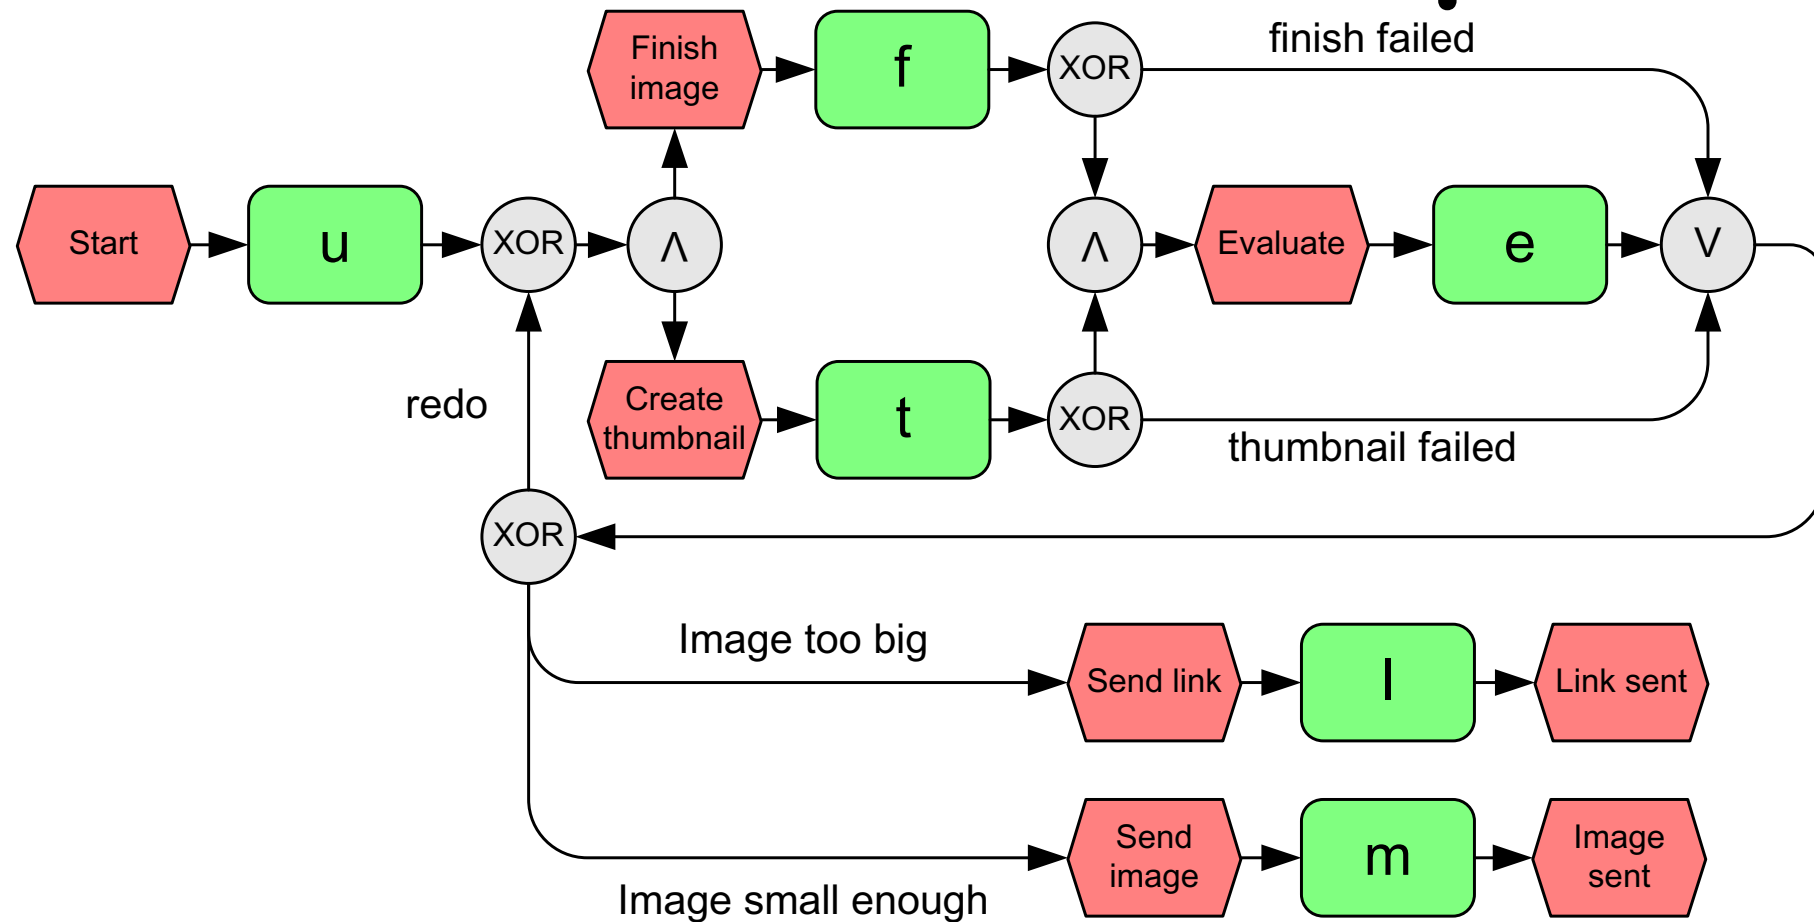 finish failed
Finish
image
f
XOR
Start
u
XOR
Λ
Λ
Evaluate
e
V
redo
Create
thumbnail
t
XOR
thumbnail failed
XOR
Image too big
Send link
l
Link sent
Send
image
m
Image
sent
Image small enough